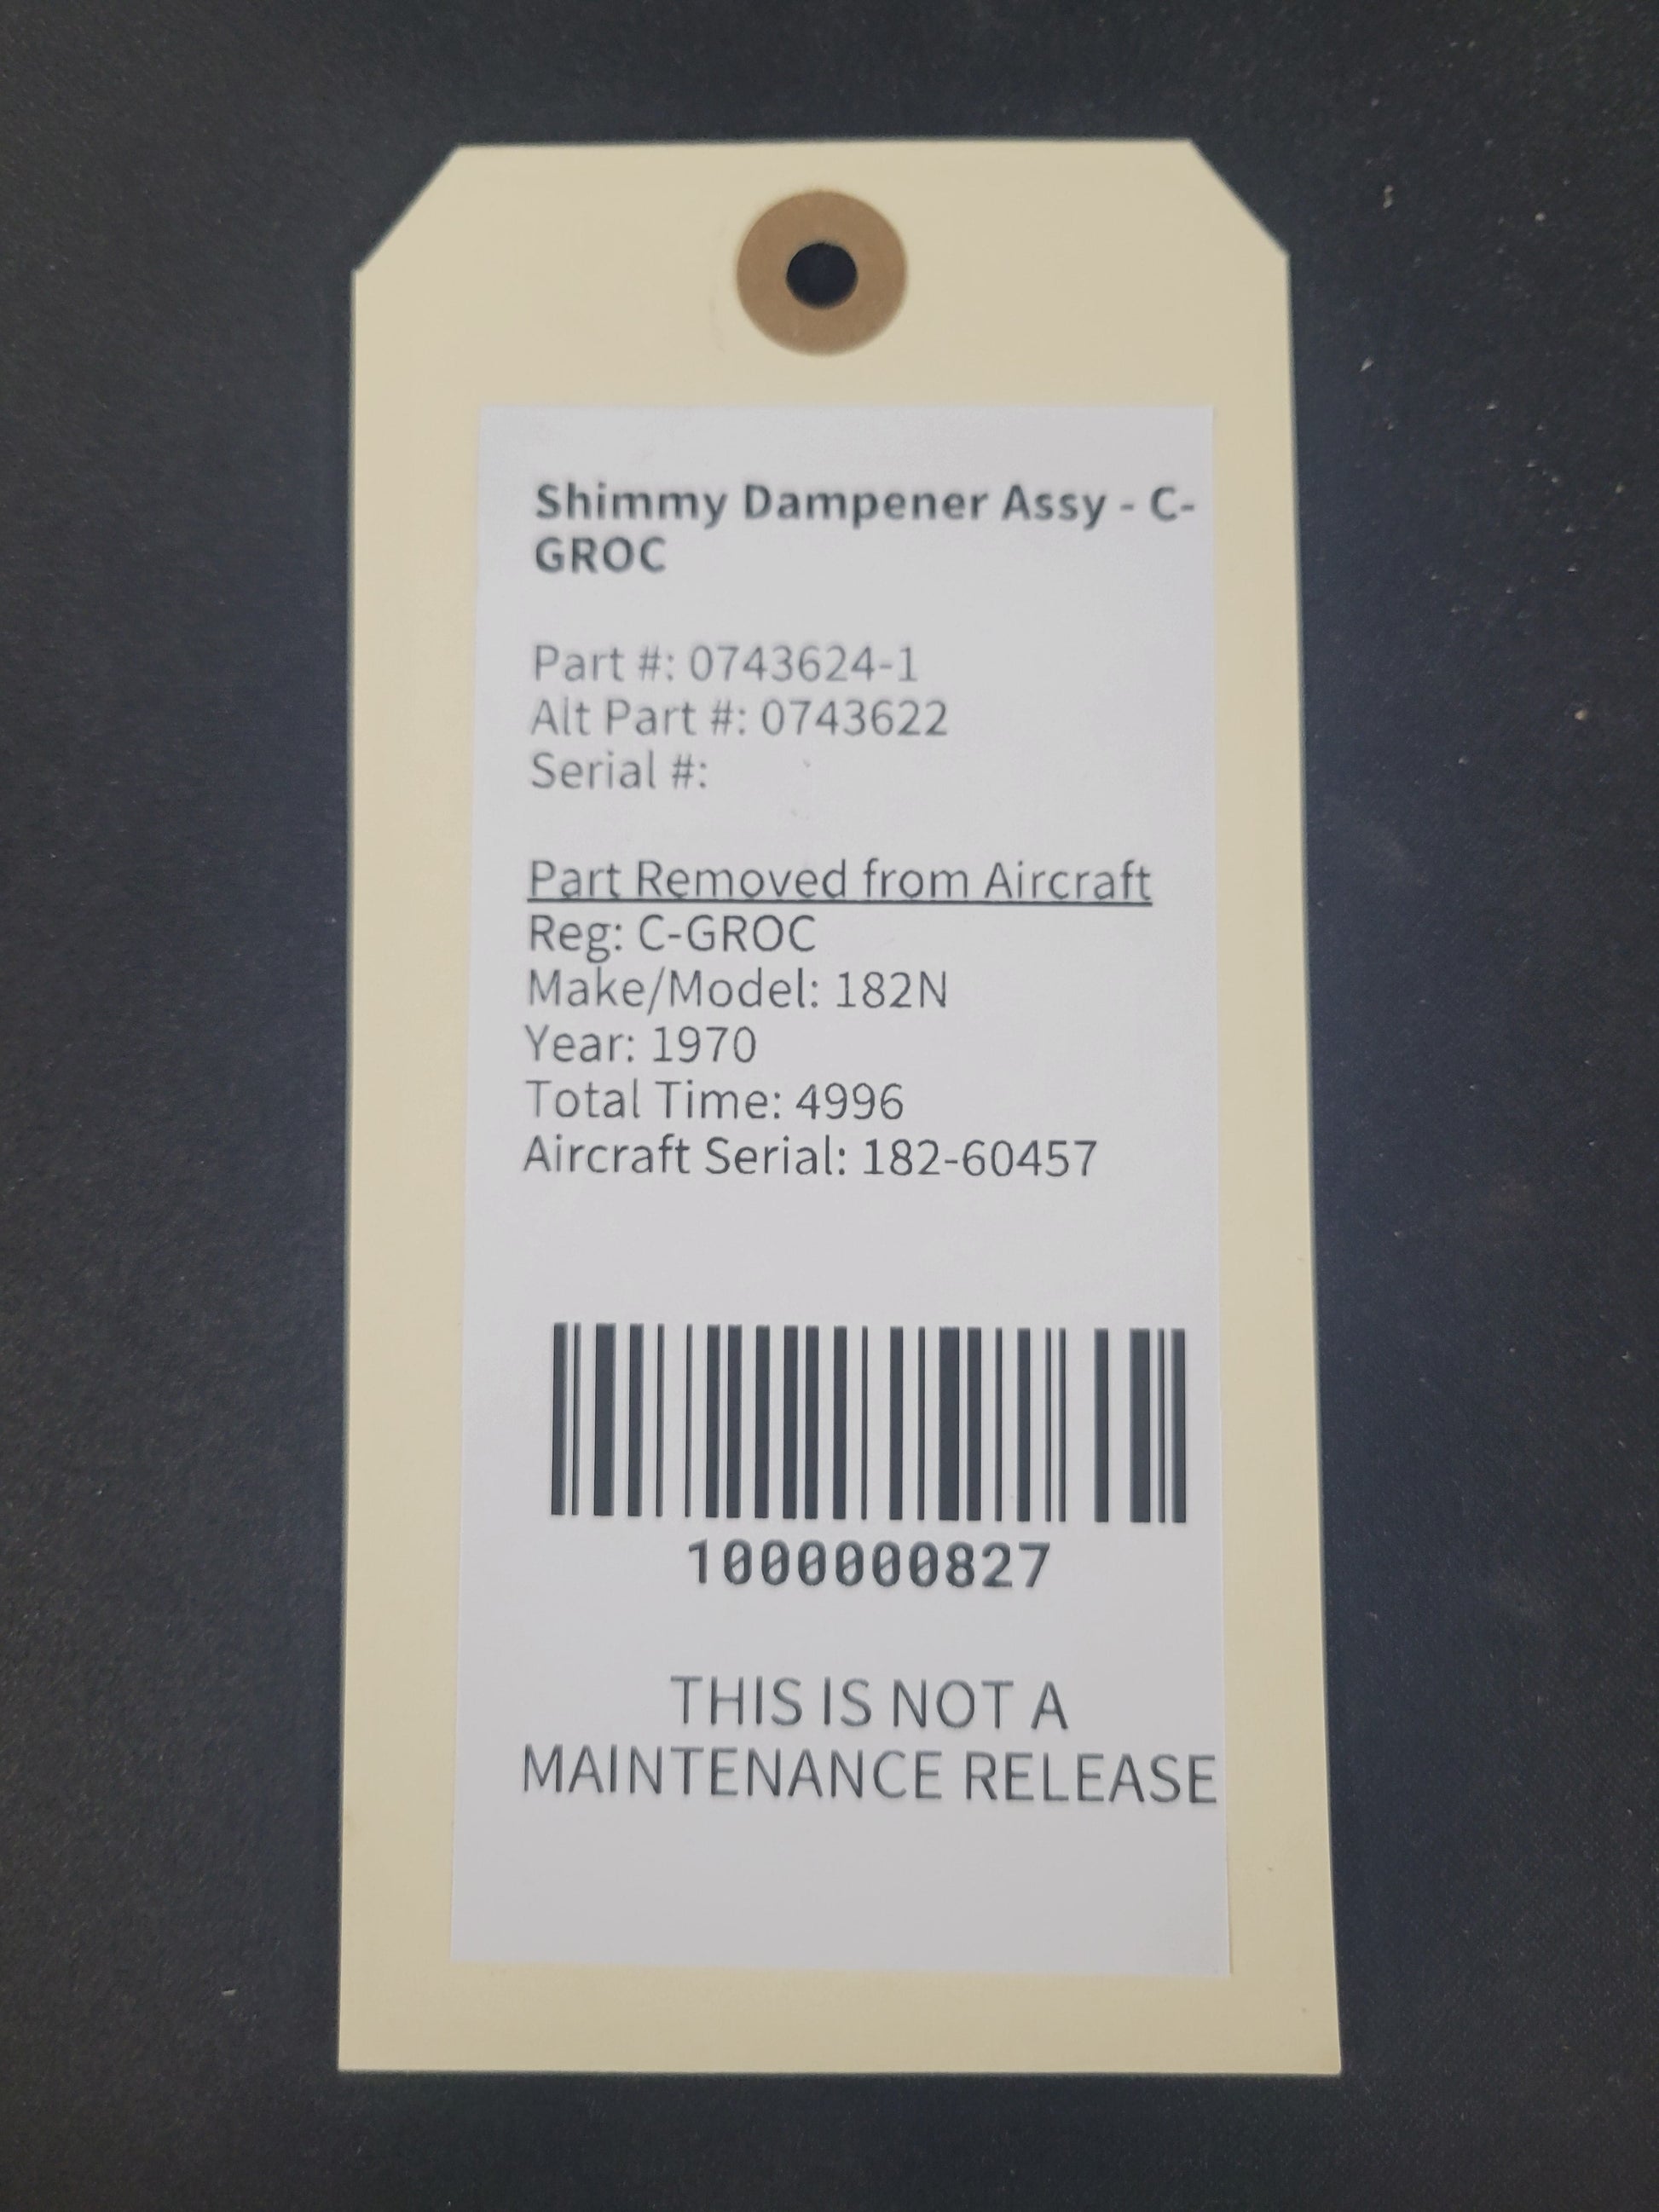 Shimmy Dampener Assy - C-
GROC
Part #: 0743624-1
Alt Part #: 0743622
Serial #:
Part Removed from Aircraft
Reg: C-GROC
Make/Model: 182N
Year: 1970
Total Time: 4996
Aircraft Serial: 182-60457
1000000827
THIS IS NOT A
MAINTENANCE RELEASE